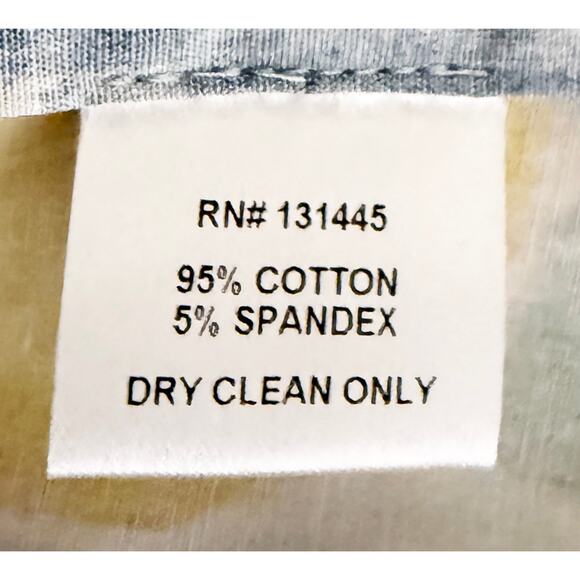 RN# 131445
95% COTTON
5% SPANDEX
DRY CLEAN ONLY